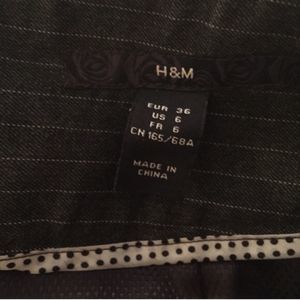 H&M
EUR 36
US 6
FR 6
CN 165/68A
MADE IN
CHINA